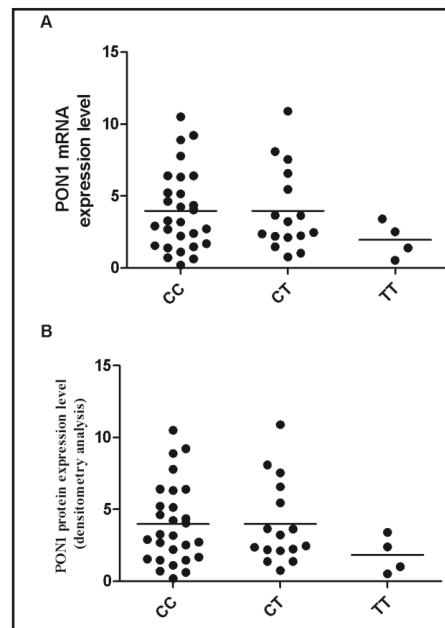 A
PON1 mRNA
expression level
15
10
5
0
CC
CT
TT
B
PON1 protein expression level
(densitometry analysis)
15
10
5
0
CC
CT
TT